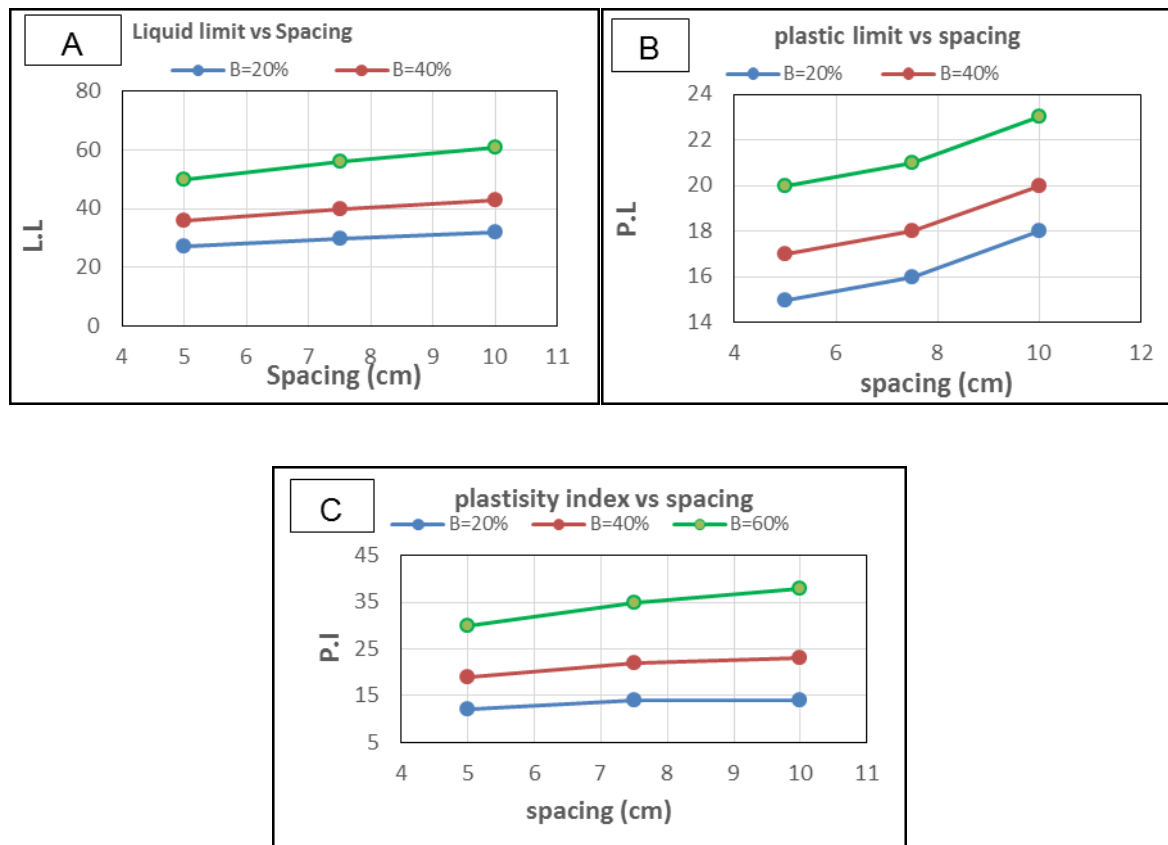 A
Liquid limit vs Spacing
B=20% B=40%
80
60
40
20
0
L.L
4 5 6 7 8 9 10 11
Spacing (cm)
B
plastic limit vs spacing
B=20% B=40%
24
22
20
18
16
14
P.L
4 6 8 10 12
spacing (cm)
C
plastisity index vs spacing
B=20% B=40% B=60%
45
35
25
15
5
P.I
4 5 6 7 8 9 10 11
spacing (cm)